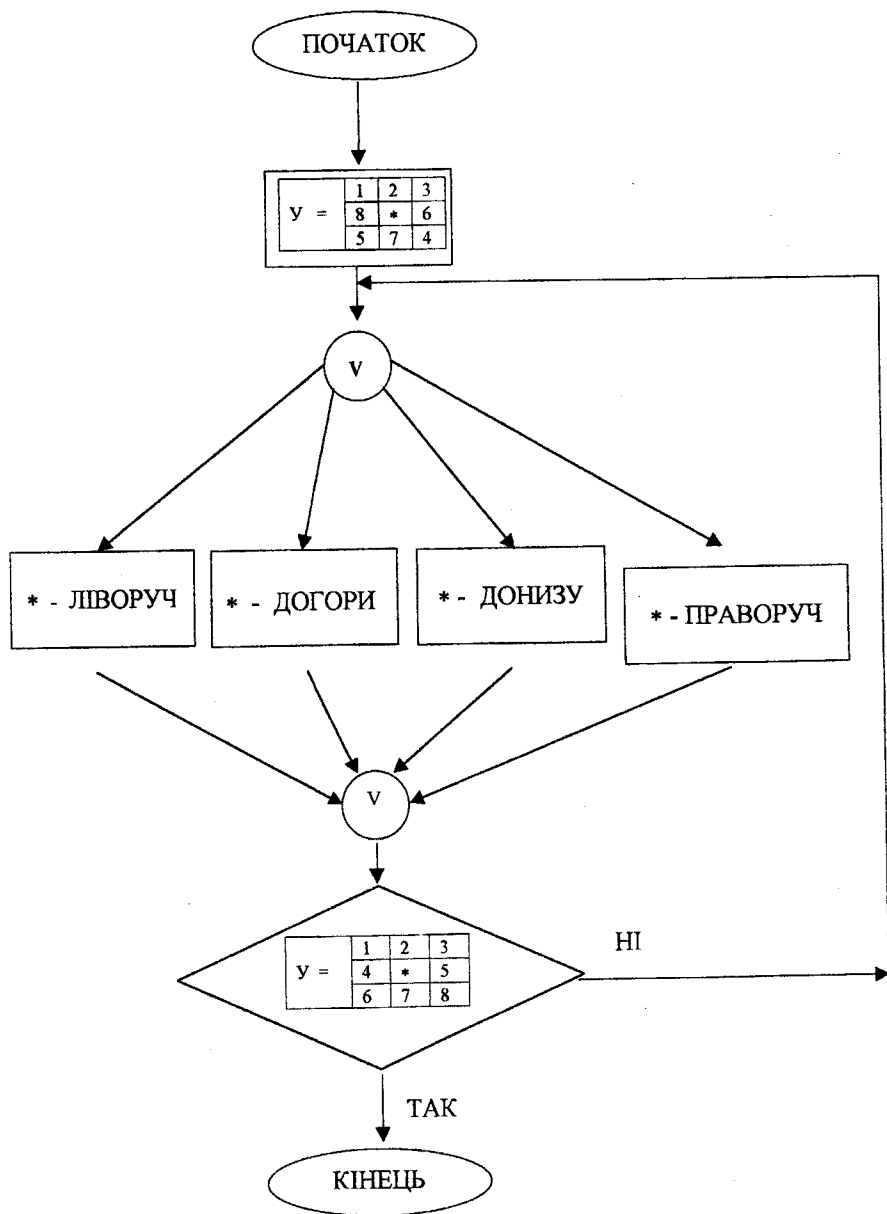 ПОЧАТОК
У = 1 2 3
8 * 6
5 7 4
V
* - ЛІВОРУЧ * - ДОГОРИ * - ДОНИЗУ * - ПРАВОРУЧ
V
У = 1 2 3
4 * 5
6 7 8
НІ
ТАК
КІНЕЦЬ